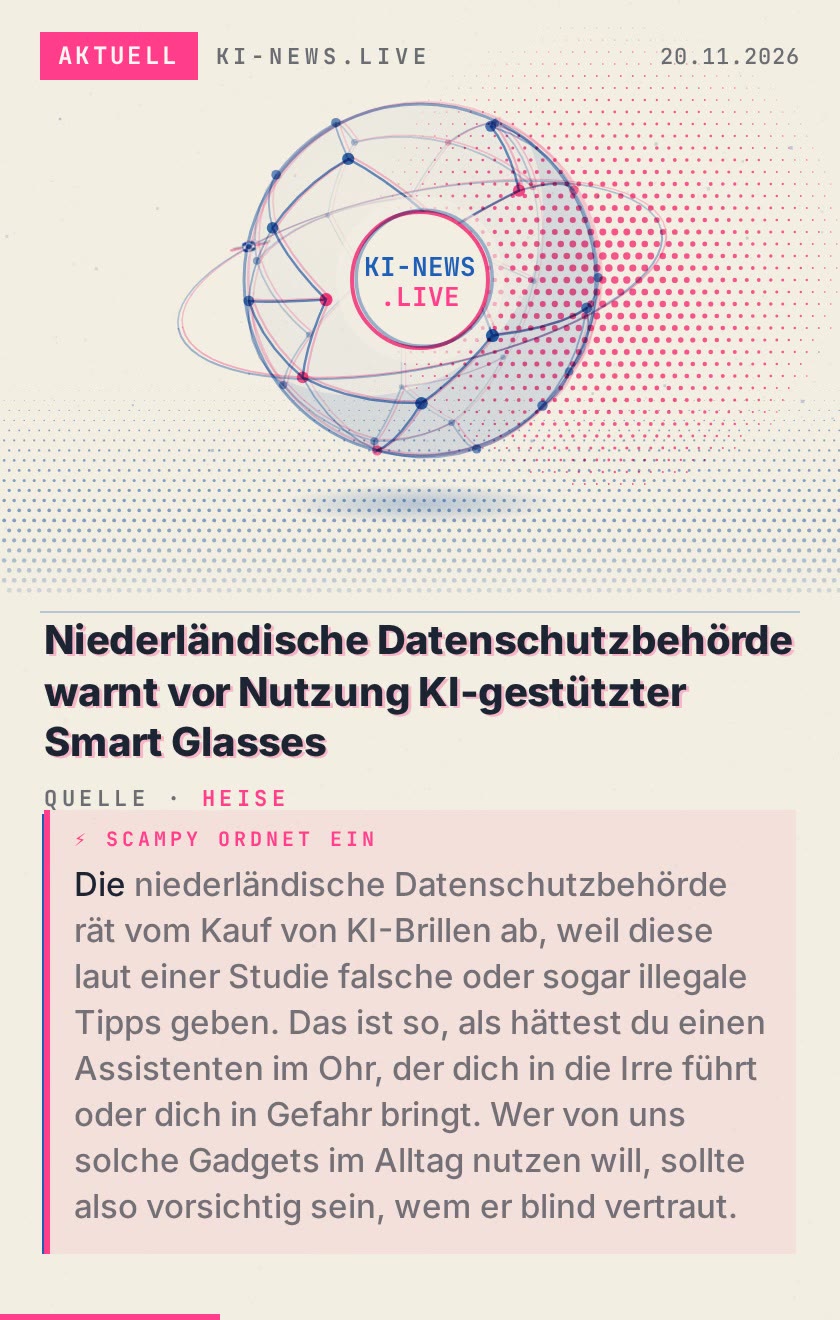 AKTUELL KI-NEWS.LIVE 20.11.2026
KI-NEWS
.LIVE
Niederländische Datenschutzbehörde
warnt vor Nutzung KI-gestützter
Smart Glasses
QUELLE · HEISE
⚡ SCAMPY ORDNET EIN
Die niederländische Datenschutzbehörde
rät vom Kauf von KI-Brillen ab, weil diese
laut einer Studie falsche oder sogar illegale
Tipps geben. Das ist so, als hättest du einen
Assistenten im Ohr, der dich in die Irre führt
oder dich in Gefahr bringt. Wer von uns
solche Gadgets im Alltag nutzen will, sollte
also vorsichtig sein, wem er blind vertraut.